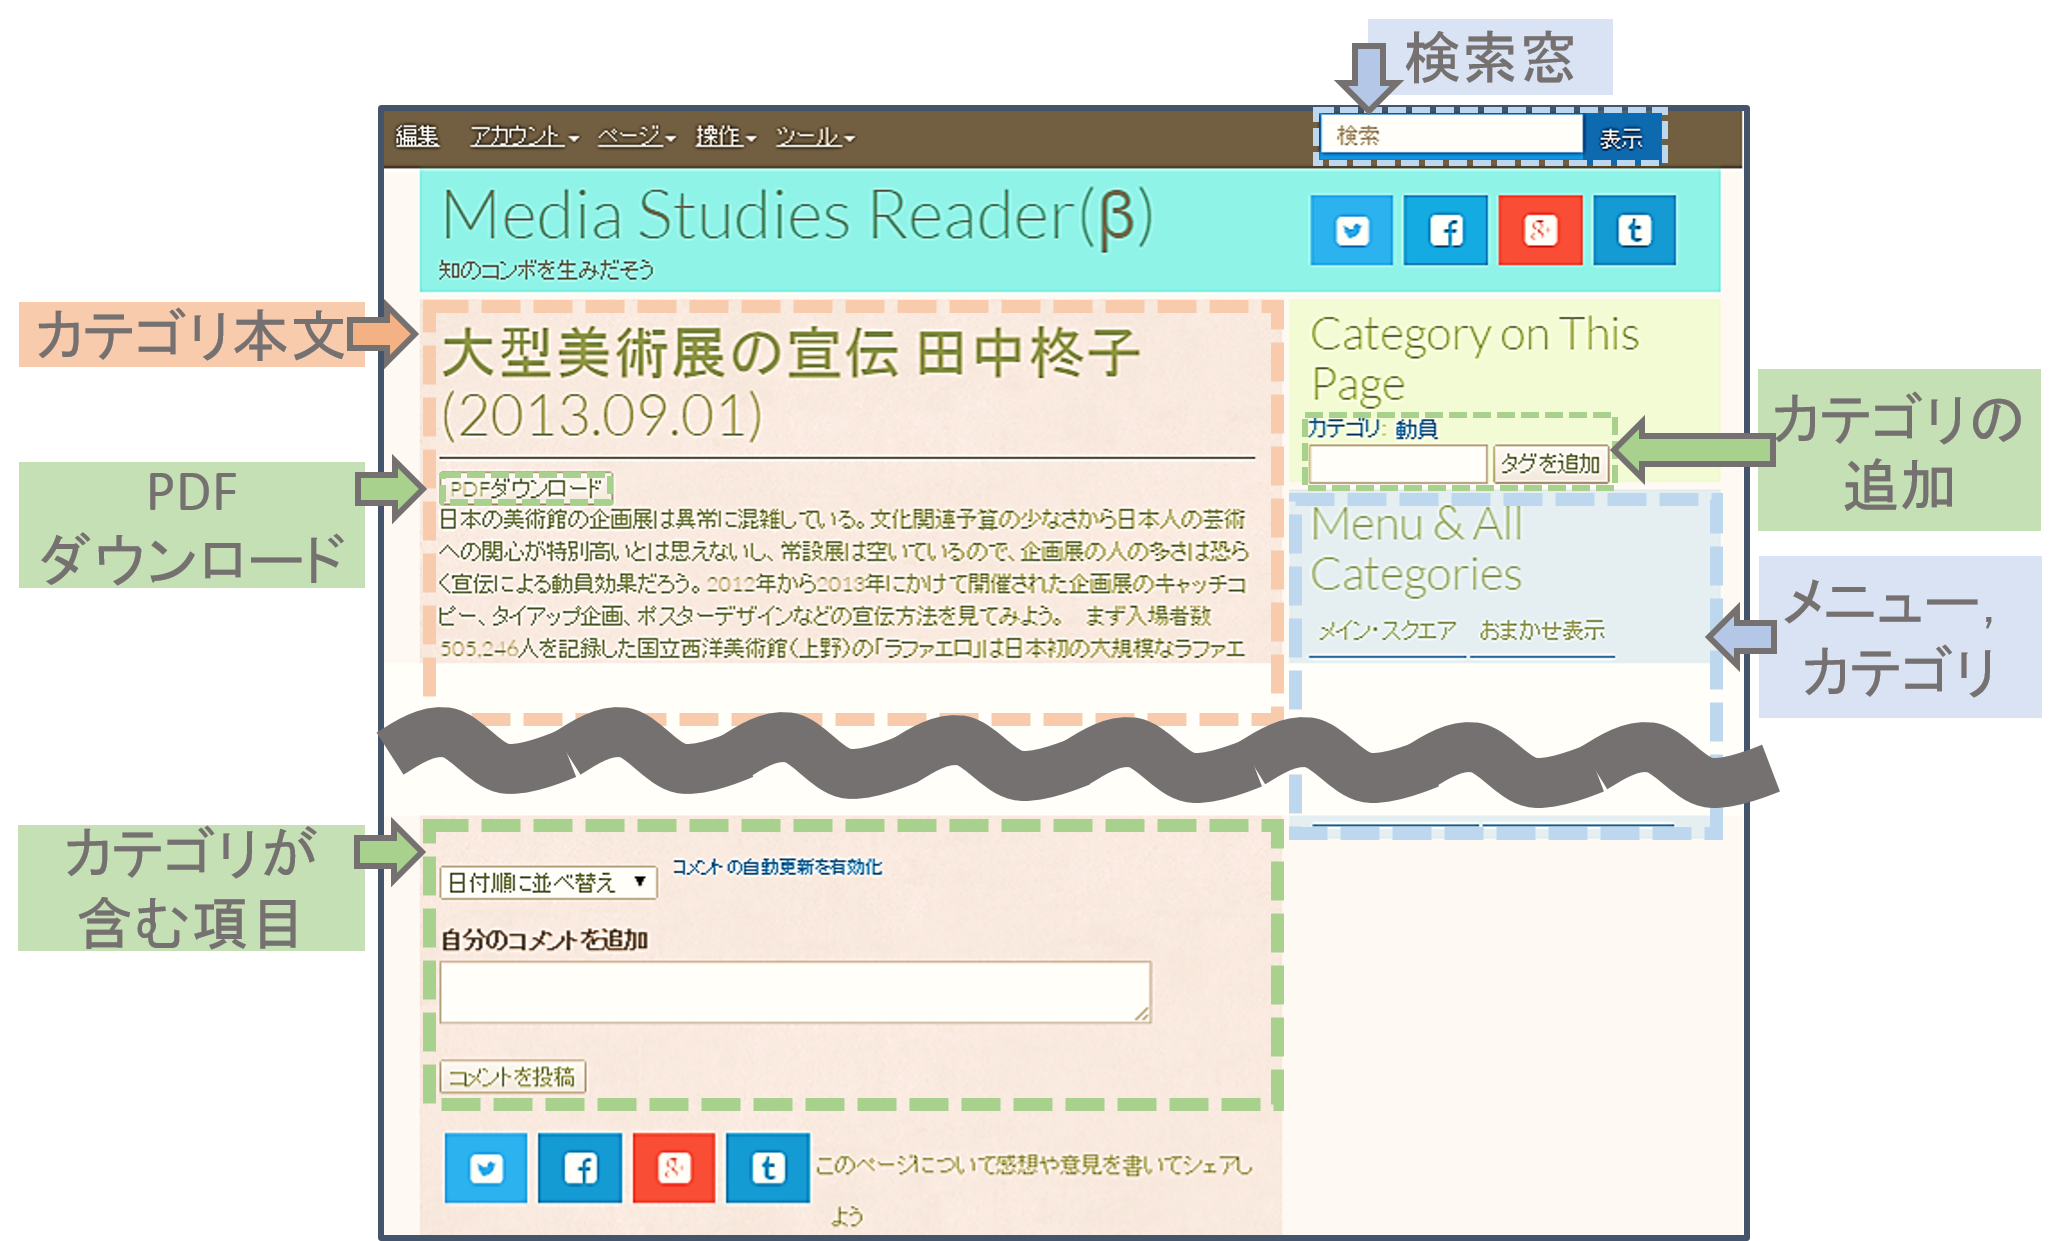 検索窓
編集 アカウント ページ 操作 ツール 検索 表示
Media Studies Reader(β)
知のコンボを生みだそう
カテゴリ本文
大型美術展の宣伝 田中柊子
(2013.09.01)
Category on This
Page
カテゴリ: 動員
タグを追加
カテゴリの
追加
PDF
ダウンロード
PDFダウンロード
日本の美術館の企画展は異常に混雑している。文化関連予算の少なさから日本人の芸術
への関心が特別高いとは思えないし、常設展は空いているので、企画展の人の多さは恐ら
く宣伝による動員効果だろう。2012年から2013年にかけて開催された企画展のキャッチコ
ピー、タイアップ企画、ポスターデザインなどの宣伝方法を見てみよう。 まず入場者数
505,246人を記録した国立西洋美術館(上野)の「ラファエロ」は日本初の大規模なラファエ
Menu & All
Categories
メイン・スクエア おまかせ表示
メニュー,
カテゴリ
カテゴリが
含む項目
日付順に並べ替え
コメントの自動更新を有効化
自分のコメントを追加
コメントを投稿
このページについて感想や意見を書いてシェアし
よう